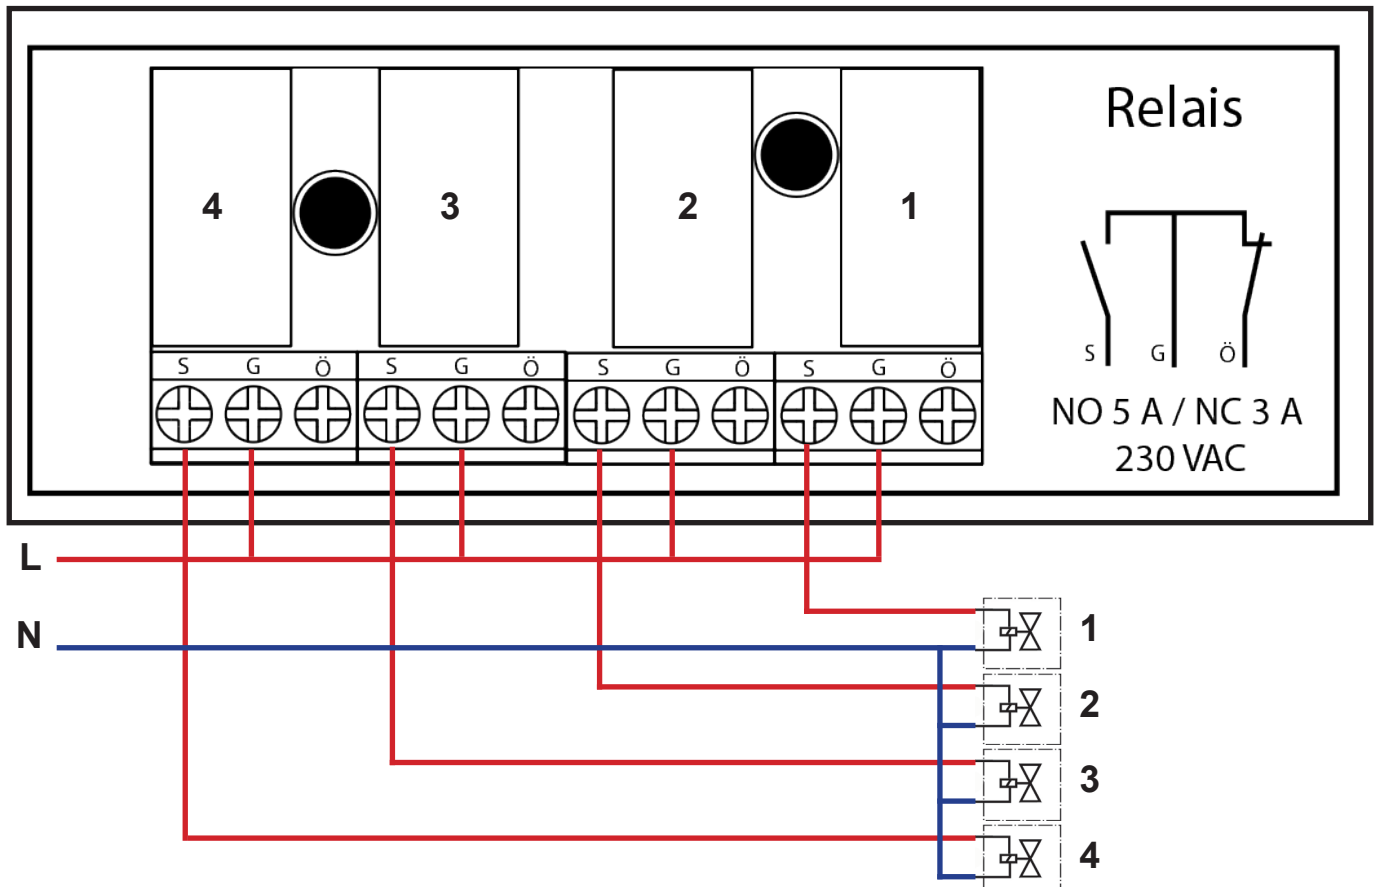 Relais
4 3 2 1
S G Ö
NO 5 A / NC 3 A
230 VAC
S G Ö S G Ö S G Ö S G Ö
L
N
1
2
3
4